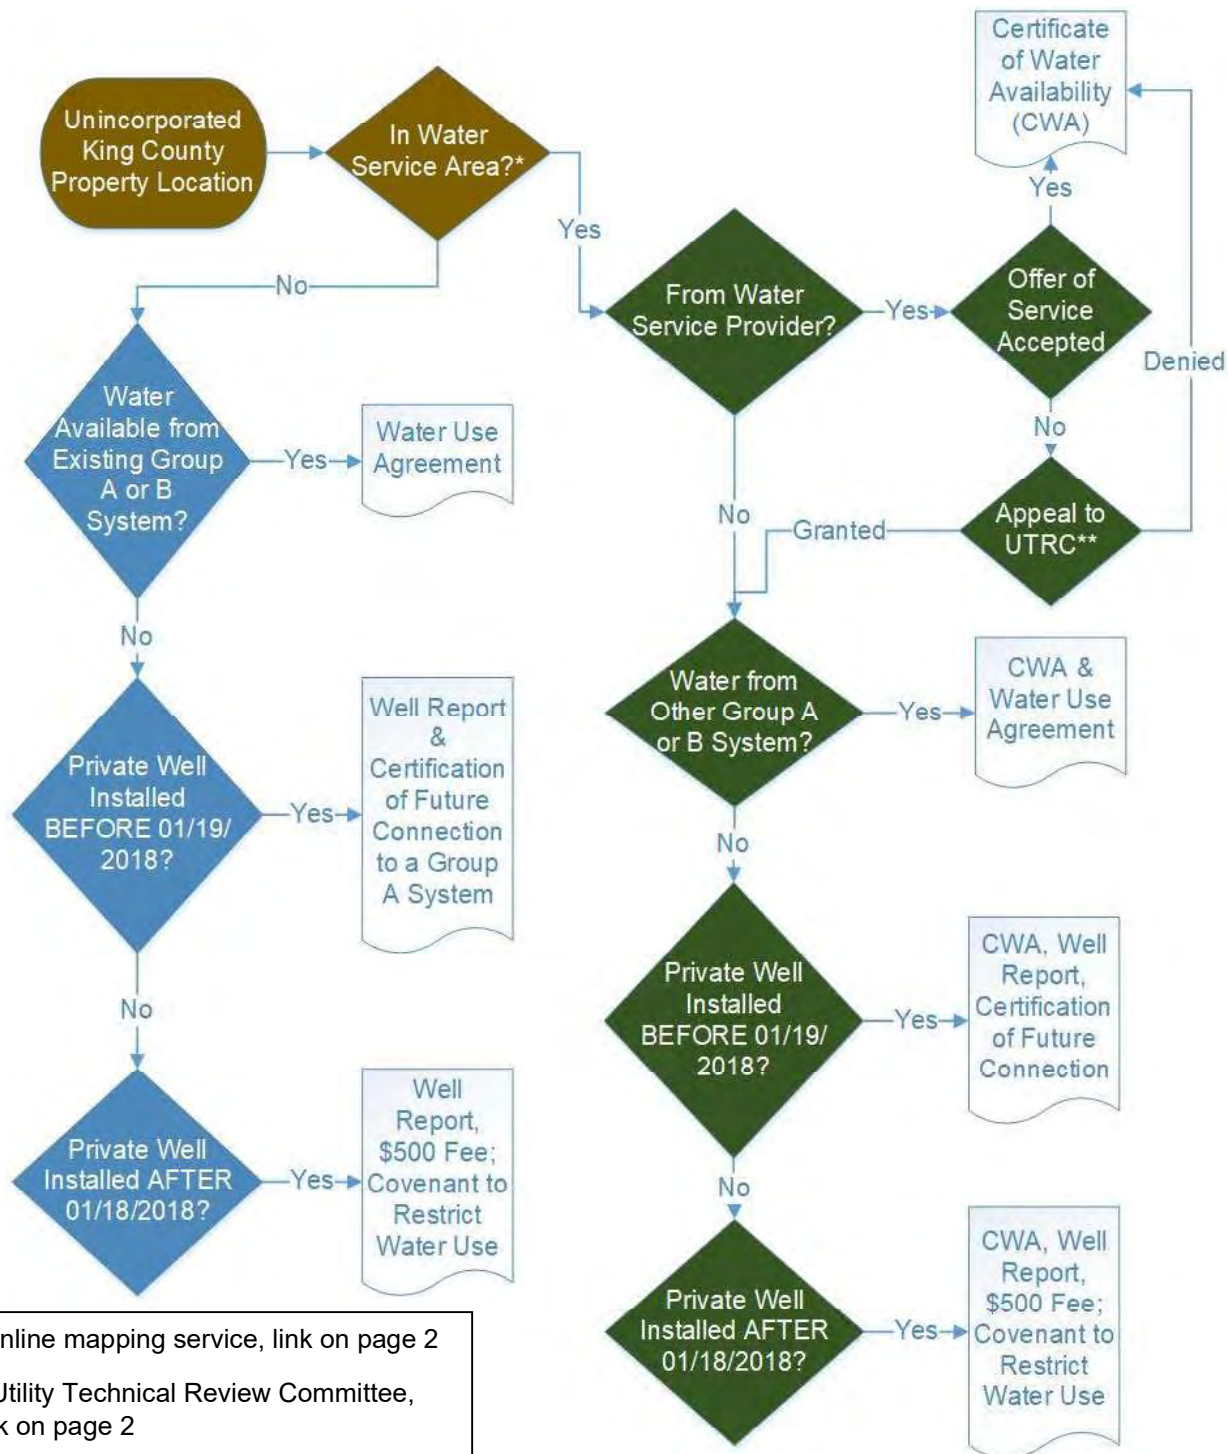 Unincorporated
King County
Property Location
In Water
Service Area?*
Yes
No
Certificate
of Water
Availability
(CWA)
Yes
From Water
Service Provider?
Yes
Offer of
Service
Accepted
Denied
No
Appeal to
UTRC**
Granted
No
Water
Available from
Existing Group
A or B
System?
Yes
Water Use
Agreement
No
Private Well
Installed
BEFORE 01/19/
2018?
Yes
Well Report
&
Certification
of Future
Connection
to a Group
A System
No
Private Well
Installed AFTER
01/18/2018?
Yes
Well
Report,
$500 Fee;
Covenant to
Restrict
Water Use
Water from
Other Group A
or B System?
Yes
CWA &
Water Use
Agreement
No
Private Well
Installed
BEFORE 01/19/
2018?
Yes
CWA, Well
Report,
Certification
of Future
Connection
No
Private Well
Installed AFTER
01/18/2018?
Yes
CWA, Well
Report,
$500 Fee;
Covenant to
Restrict
Water Use
nline mapping service, link on page 2
Utility Technical Review Committee,
k on page 2